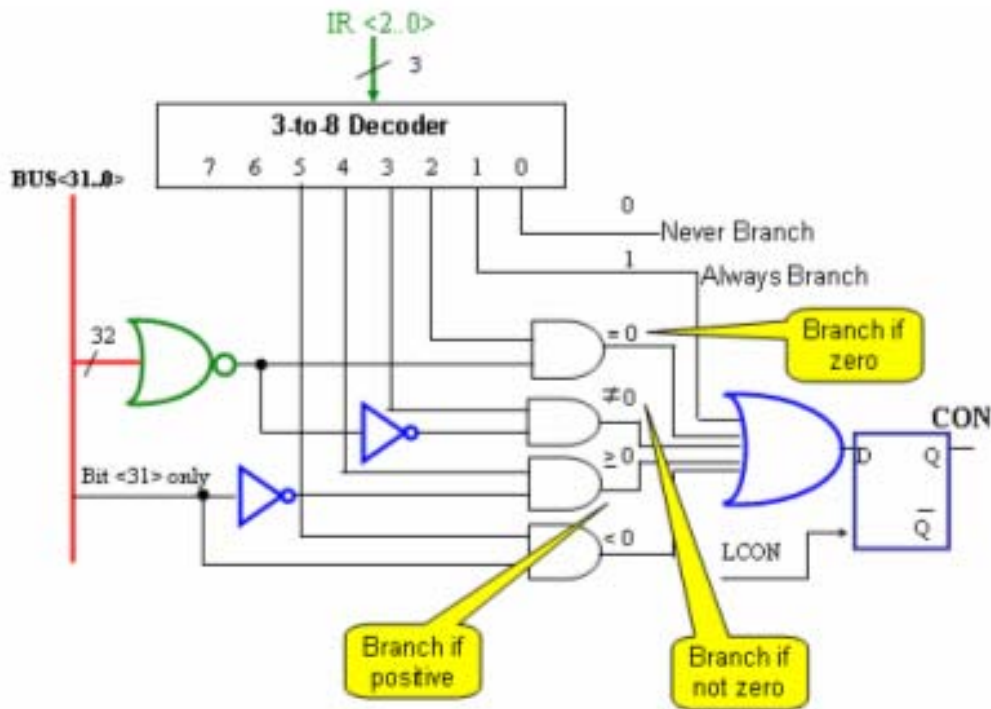 IR <2..0>
3
3-to-8 Decoder
7 6 5 4 3 2 1 0
BUS<31..0>
0
Never Branch
1
Always Branch
32
= 0
Branch if
zero
≠ 0
CON
≥ 0
D Q
Bit <31> only
Q
< 0
LCON
Branch if
positive
Branch if
not zero